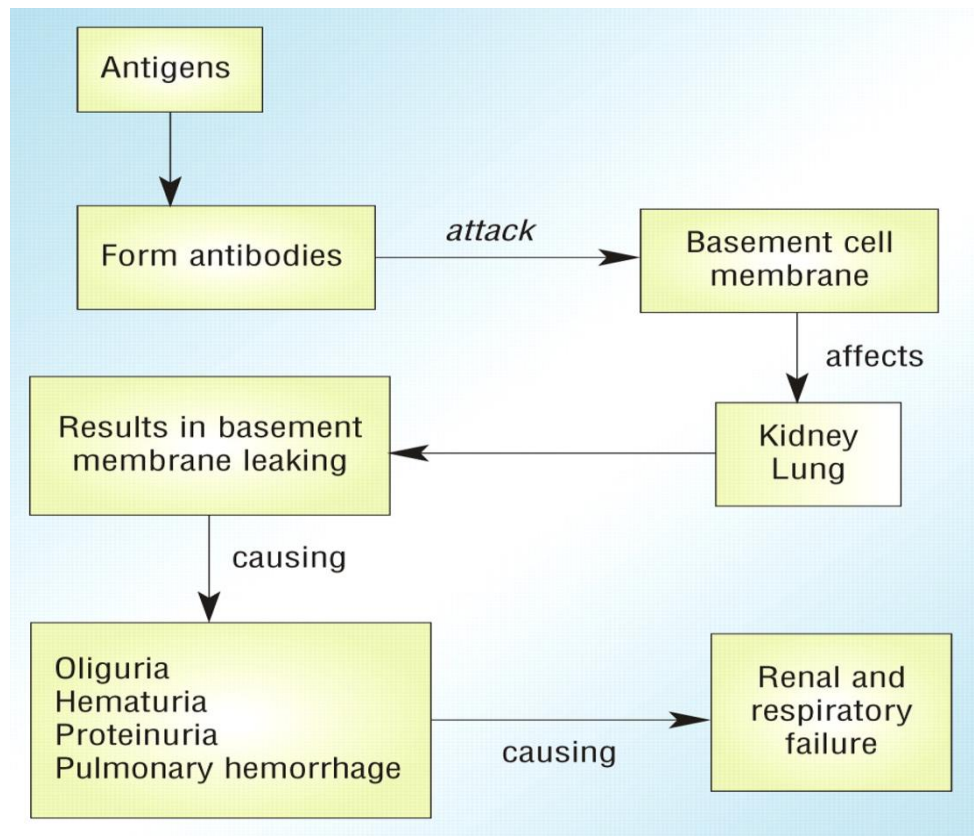 Antigens
Form antibodies
attack
Basement cell
membrane
affects
Kidney
Lung
Results in basement
membrane leaking
causing
Oliguria
Hematuria
Proteinuria
Pulmonary hemorrhage
causing
Renal and
respiratory
failure